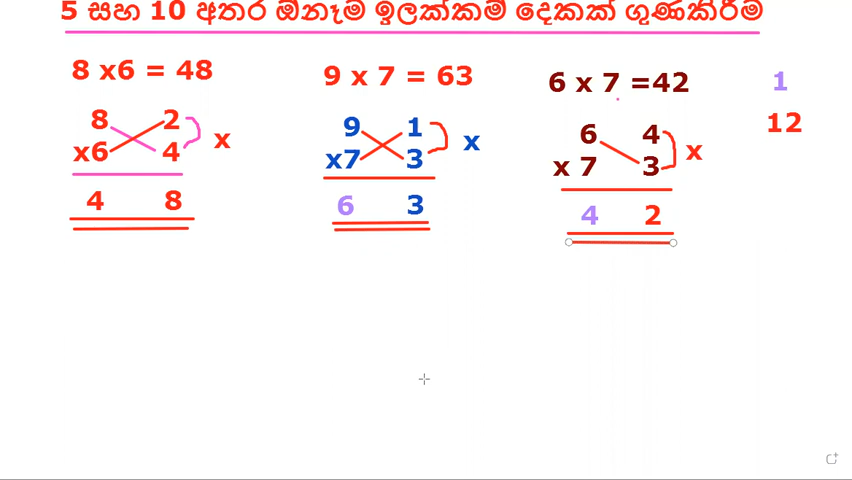 5 සහ 10 අතර ඕනෑම ඉලක්කම් දෙකක් ගුණකිරීම
8 x6 = 48
8 2
x6 4 x
4 8
9 x 7 = 63
9 1
x7 3 x
6 3
6 x 7 =42
6 4
x 7 3 x
4 2
1
12